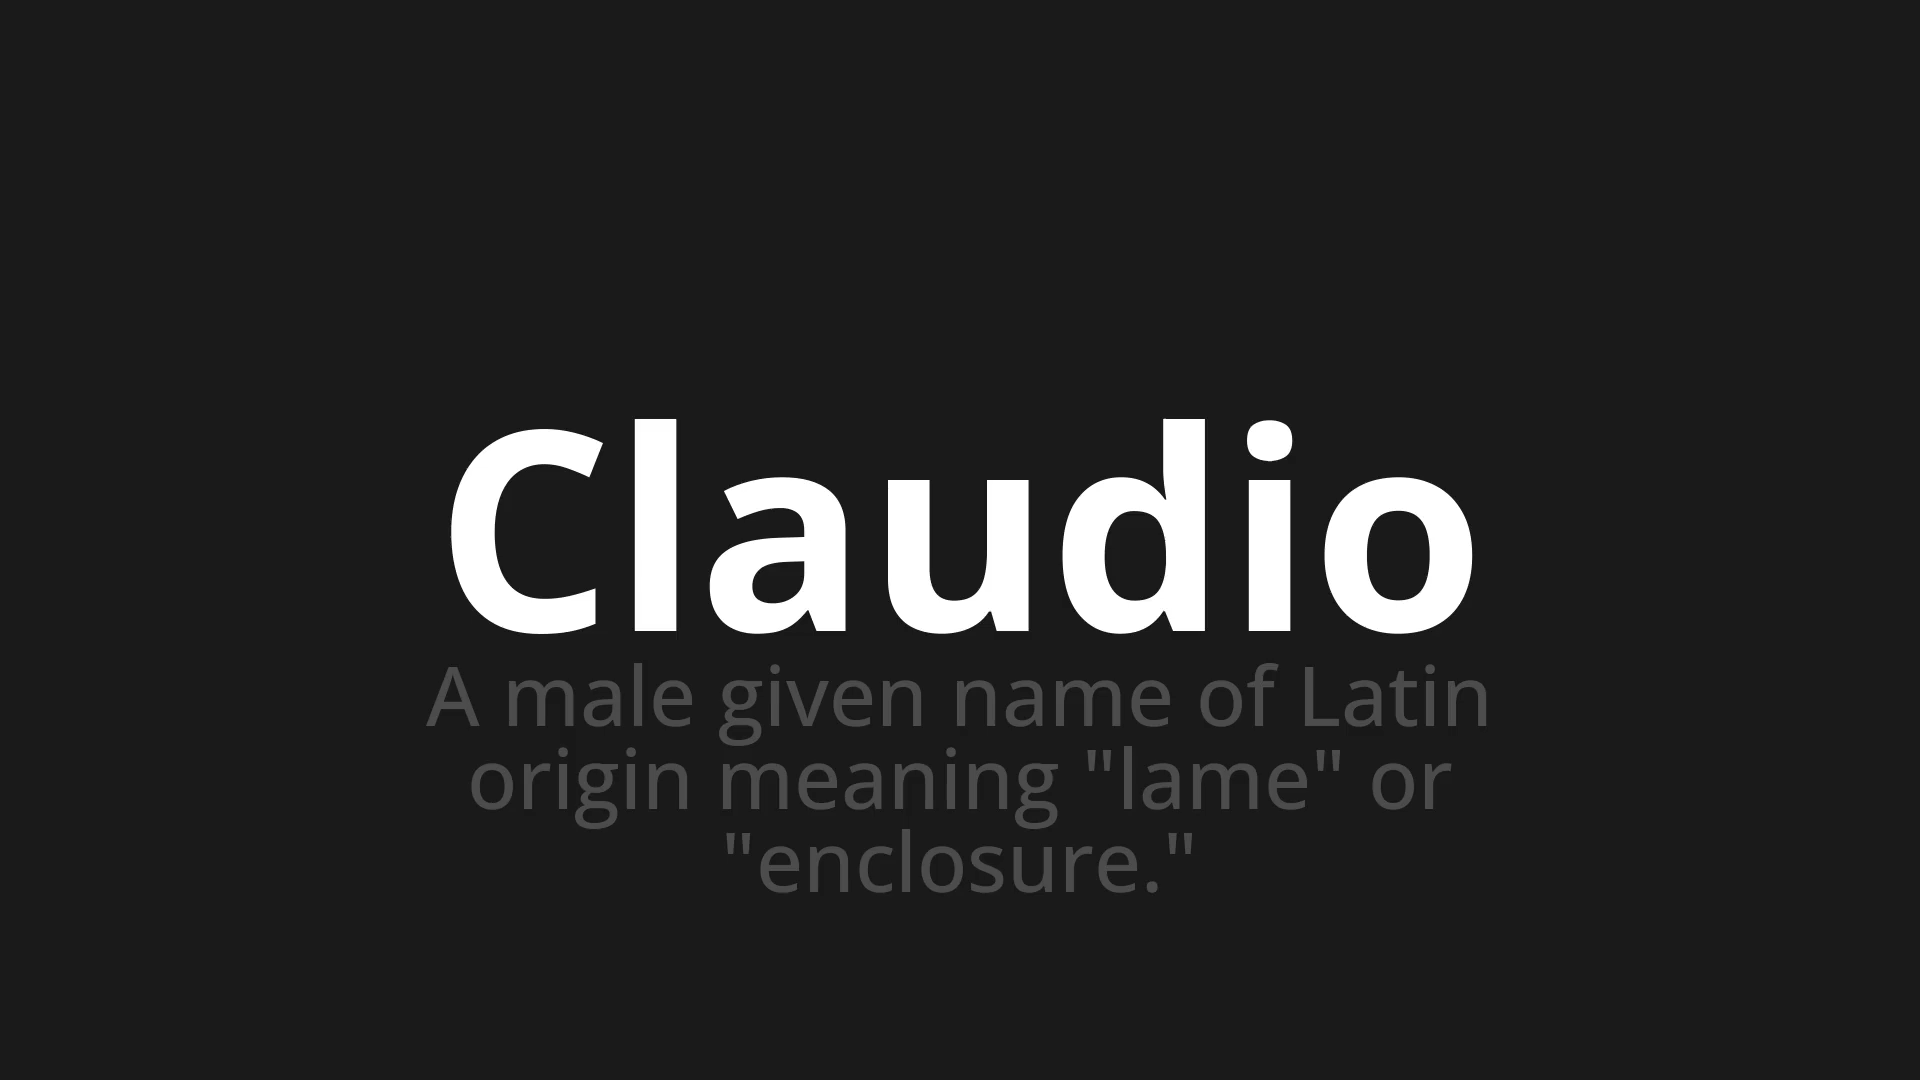 Claudio
A male given name of Latin
origin meaning "lame" or
"enclosure."